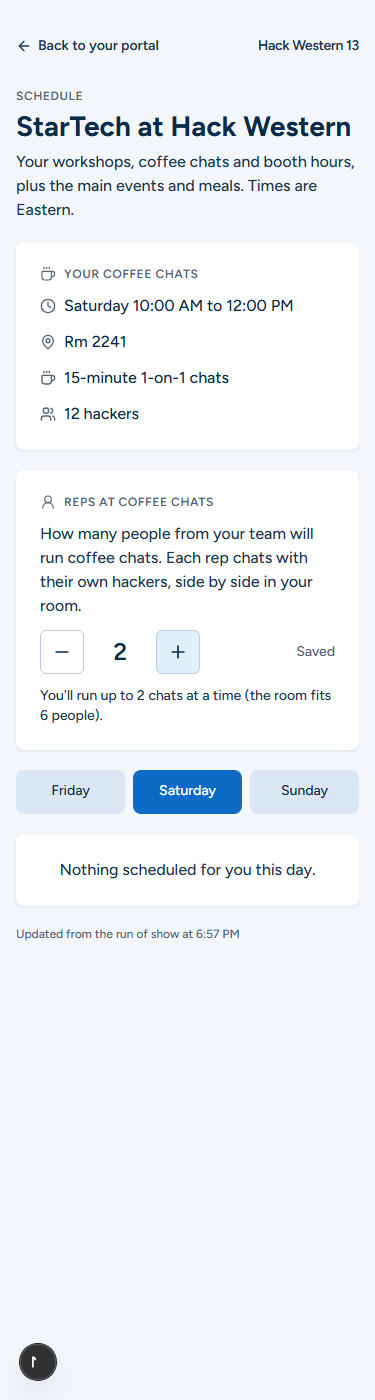 Back to your portal
Hack Western 13
SCHEDULE
StarTech at Hack Western
Your workshops, coffee chats and booth hours,
plus the main events and meals. Times are
Eastern.
YOUR COFFEE CHATS
Saturday 10:00 AM to 12:00 PM
Rm 2241
15-minute 1-on-1 chats
12 hackers
REPS AT COFFEE CHATS
How many people from your team will
run coffee chats. Each rep chats with
their own hackers, side by side in your
room.
2
Saved
You'll run up to 2 chats at a time (the room fits
6 people).
Friday
Saturday
Sunday
Nothing scheduled for you this day.
Updated from the run of show at 6:57 PM